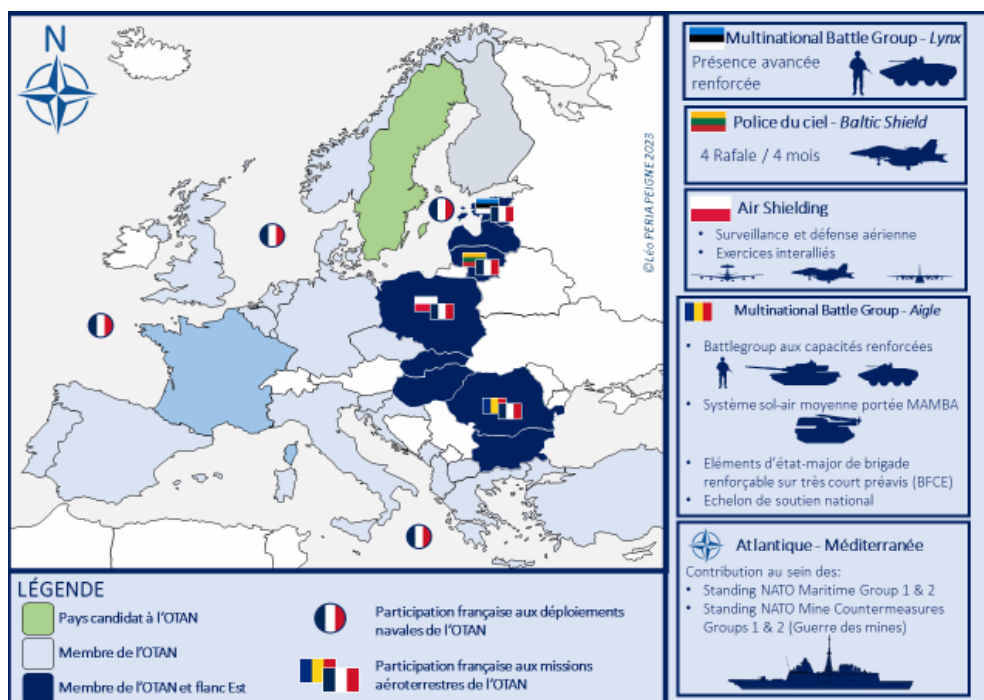 N
©Léo PERIA PEIGNE 2023
LÉGENDE
Pays candidat à l'OTAN
Membre de l'OTAN
Membre de l'OTAN et flanc Est
Participation française aux déploiements
navales de l'OTAN
Participation française aux missions
aéroterrestres de l'OTAN
Multinational Battle Group - Lynx
Présence avancée
renforcée
Police du ciel - Baltic Shield
4 Rafale / 4 mois
Air Shielding
• Surveillance et défense aérienne
• Exercices interalliés
Multinational Battle Group - Aigle
• Battlegroup aux capacités renforcées
• Système sol-air moyenne portée MAMBA
• Eléments d'état-major de brigade
renforçable sur très court préavis (BFCE)
• Echelon de soutien national
Atlantique - Méditerranée
Contribution au sein des:
• Standing NATO Maritime Group 1 & 2
• Standing NATO Mine Countermeasures
Groups 1 & 2 (Guerre des mines)